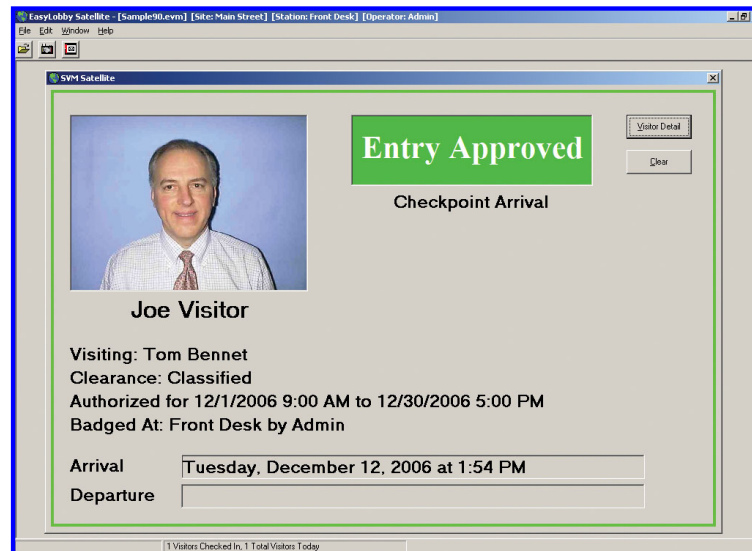 EasyLobby Satellite - [Sample90.evm] [Site: Main Street] [Station: Front Desk] [Operator: Admin]
File Edit Window Help
SVM Satellite
Entry Approved
Visitor Detail
Clear
Checkpoint Arrival
Joe Visitor
Visiting: Tom Bennet
Clearance: Classified
Authorized for 12/1/2006 9:00 AM to 12/30/2006 5:00 PM
Badged At: Front Desk by Admin
Arrival Tuesday, December 12, 2006 at 1:54 PM
Departure
1 Visitors Checked In, 1 Total Visitors Today